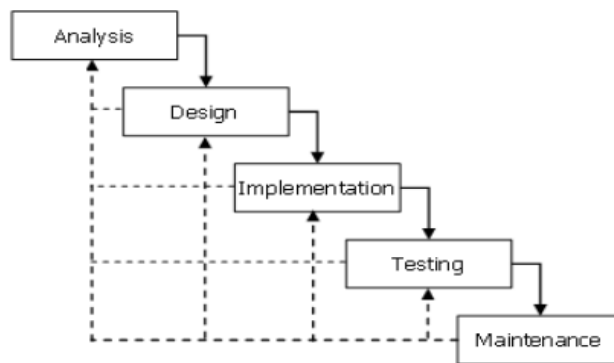 Analysis
Design
Implementation
Testing
Maintenance